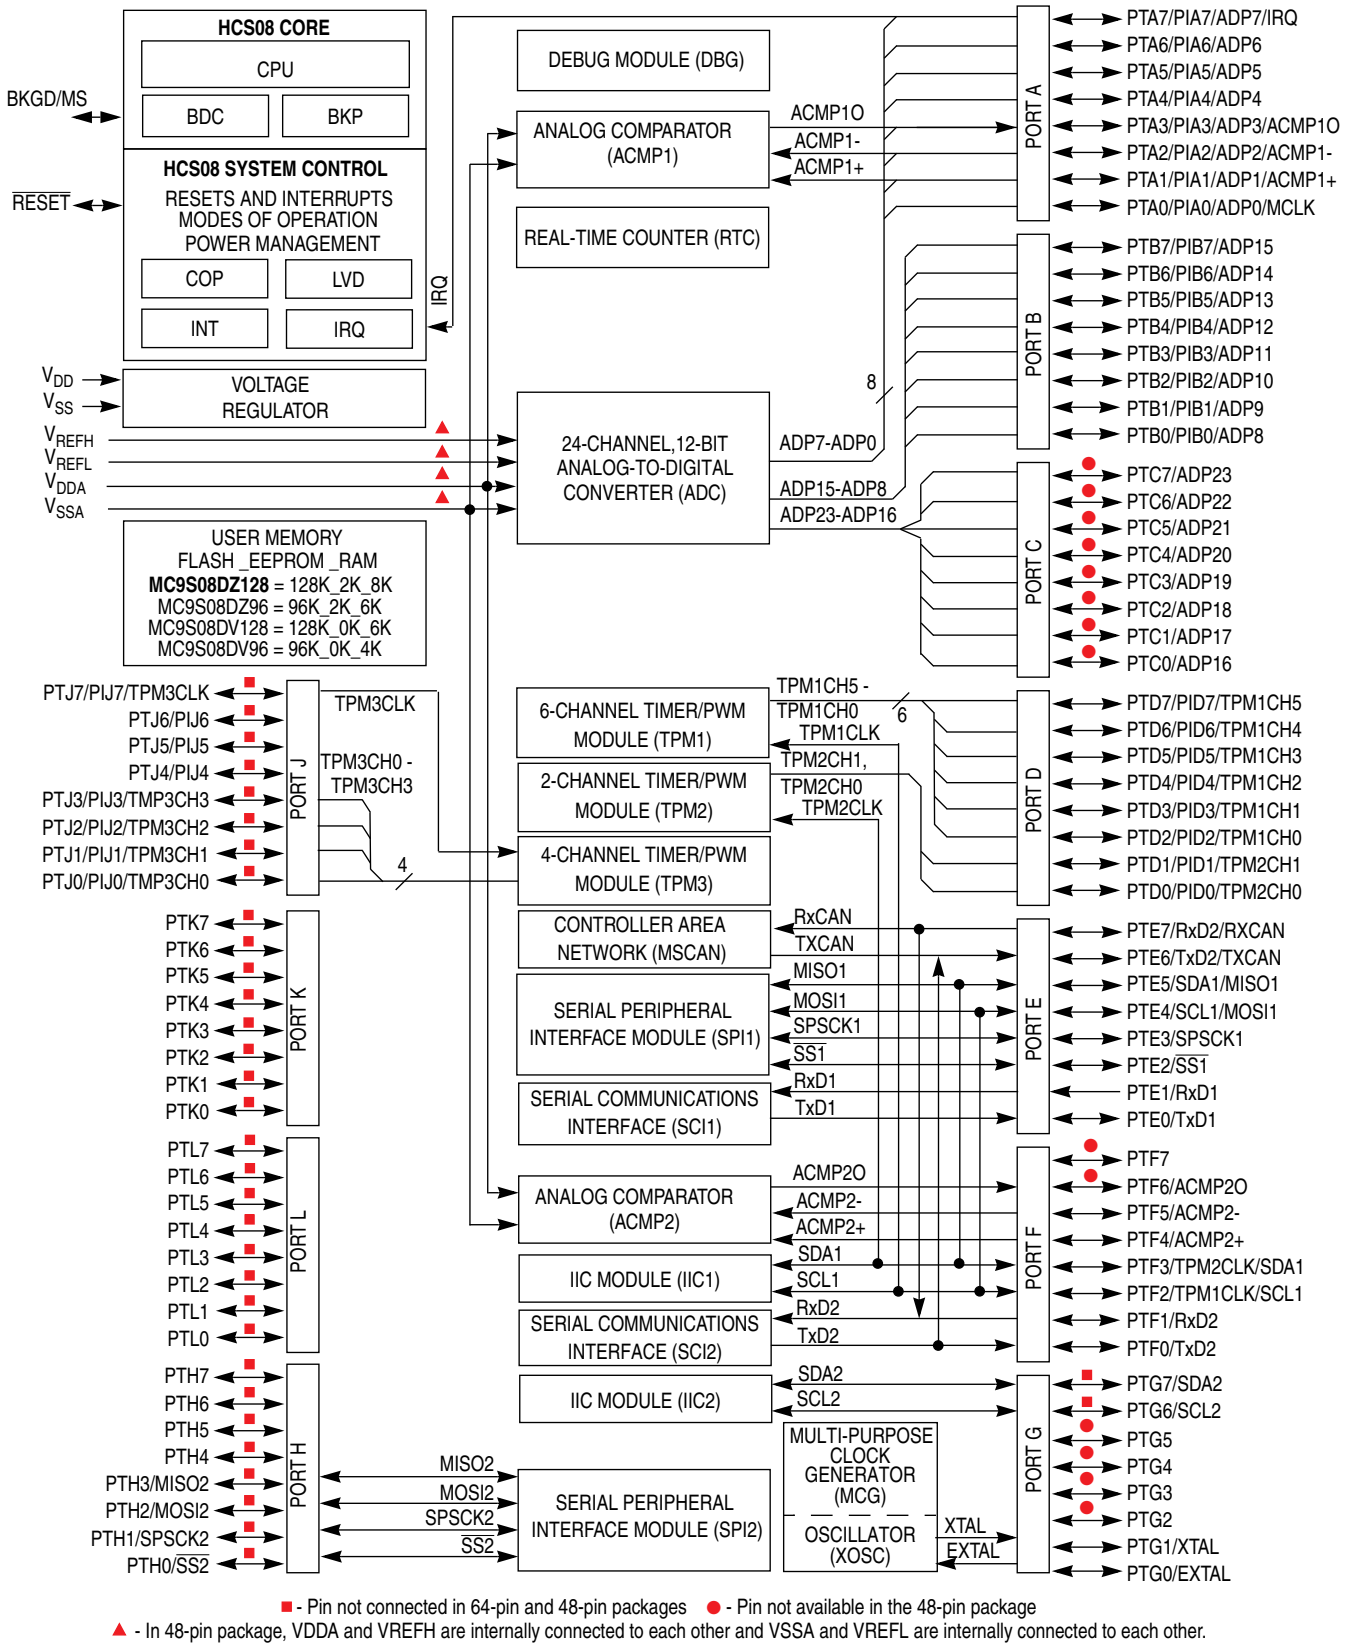 HCS08 CORE
CPU
BDC
BKP
BKGD/MS
HCS08 SYSTEM CONTROL
RESETS AND INTERRUPTS
MODES OF OPERATION
POWER MANAGEMENT
COP
LVD
INT
IRQ
RESET
IRQ
VDD
VSS
VOLTAGE
REGULATOR
VREFH
VREFL
VDDA
VSSA
USER MEMORY
FLASH _EEPROM _RAM
MC9S08DZ128 = 128K_2K_8K
MC9S08DZ96 = 96K_2K_6K
MC9S08DV128 = 128K_0K_6K
MC9S08DV96 = 96K_0K_4K
DEBUG MODULE (DBG)
ANALOG COMPARATOR
(ACMP1)
ACMP1O
ACMP1-
ACMP1+
REAL-TIME COUNTER (RTC)
24-CHANNEL,12-BIT
ANALOG-TO-DIGITAL
CONVERTER (ADC)
8
ADP7-ADP0
ADP15-ADP8
ADP23-ADP16
PORT A
PTA7/PIA7/ADP7/IRQ
PTA6/PIA6/ADP6
PTA5/PIA5/ADP5
PTA4/PIA4/ADP4
PTA3/PIA3/ADP3/ACMP1O
PTA2/PIA2/ADP2/ACMP1-
PTA1/PIA1/ADP1/ACMP1+
PTA0/PIA0/ADP0/MCLK
PORT B
PTB7/PIB7/ADP15
PTB6/PIB6/ADP14
PTB5/PIB5/ADP13
PTB4/PIB4/ADP12
PTB3/PIB3/ADP11
PTB2/PIB2/ADP10
PTB1/PIB1/ADP9
PTB0/PIB0/ADP8
PORT C
PTC7/ADP23
PTC6/ADP22
PTC5/ADP21
PTC4/ADP20
PTC3/ADP19
PTC2/ADP18
PTC1/ADP17
PTC0/ADP16
PTJ7/PIJ7/TPM3CLK
PTJ6/PIJ6
PTJ5/PIJ5
PTJ4/PIJ4
PTJ3/PIJ3/TMP3CH3
PTJ2/PIJ2/TPM3CH2
PTJ1/PIJ1/TPM3CH1
PTJ0/PIJ0/TMP3CH0
PORT J
TPM3CLK
TPM3CH0 -
TPM3CH3
4
6-CHANNEL TIMER/PWM
MODULE (TPM1)
TPM1CH5 -
TPM1CH0
6
TPM1CLK
2-CHANNEL TIMER/PWM
MODULE (TPM2)
TPM2CH1,
TPM2CH0
TPM2CLK
4-CHANNEL TIMER/PWM
MODULE (TPM3)
PORT D
PTD7/PID7/TPM1CH5
PTD6/PID6/TPM1CH4
PTD5/PID5/TPM1CH3
PTD4/PID4/TPM1CH2
PTD3/PID3/TPM1CH1
PTD2/PID2/TPM1CH0
PTD1/PID1/TPM2CH1
PTD0/PID0/TPM2CH0
PTK7
PTK6
PTK5
PTK4
PTK3
PTK2
PTK1
PTK0
PORT K
CONTROLLER AREA
NETWORK (MSCAN)
RxCAN
TXCAN
SERIAL PERIPHERAL
INTERFACE MODULE (SPI1)
MISO1
MOSI1
SPSCK1
SS1
SERIAL COMMUNICATIONS
INTERFACE (SCI1)
RxD1
TxD1
PORT E
PTE7/RxD2/RXCAN
PTE6/TxD2/TXCAN
PTE5/SDA1/MISO1
PTE4/SCL1/MOSI1
PTE3/SPSCK1
PTE2/SS1
PTE1/RxD1
PTE0/TxD1
PTL7
PTL6
PTL5
PTL4
PTL3
PTL2
PTL1
PTL0
PORT L
ANALOG COMPARATOR
(ACMP2)
ACMP2O
ACMP2-
ACMP2+
IIC MODULE (IIC1)
SDA1
SCL1
SERIAL COMMUNICATIONS
INTERFACE (SCI2)
RxD2
TxD2
PORT F
PTF7
PTF6/ACMP2O
PTF5/ACMP2-
PTF4/ACMP2+
PTF3/TPM2CLK/SDA1
PTF2/TPM1CLK/SCL1
PTF1/RxD2
PTF0/TxD2
PTH7
PTH6
PTH5
PTH4
PTH3/MISO2
PTH2/MOSI2
PTH1/SPSCK2
PTH0/SS2
PORT H
MISO2
MOSI2
SPSCK2
SS2
IIC MODULE (IIC2)
SDA2
SCL2
SERIAL PERIPHERAL
INTERFACE MODULE (SPI2)
MULTI-PURPOSE
CLOCK
GENERATOR
(MCG)
OSCILLATOR
(XOSC)
XTAL
EXTAL
PORT G
PTG7/SDA2
PTG6/SCL2
PTG5
PTG4
PTG3
PTG2
PTG1/XTAL
PTG0/EXTAL
- Pin not connected in 64-pin and 48-pin packages - Pin not available in the 48-pin package
- In 48-pin package, VDDA and VREFH are internally connected to each other and VSSA and VREFL are internally connected to each other.